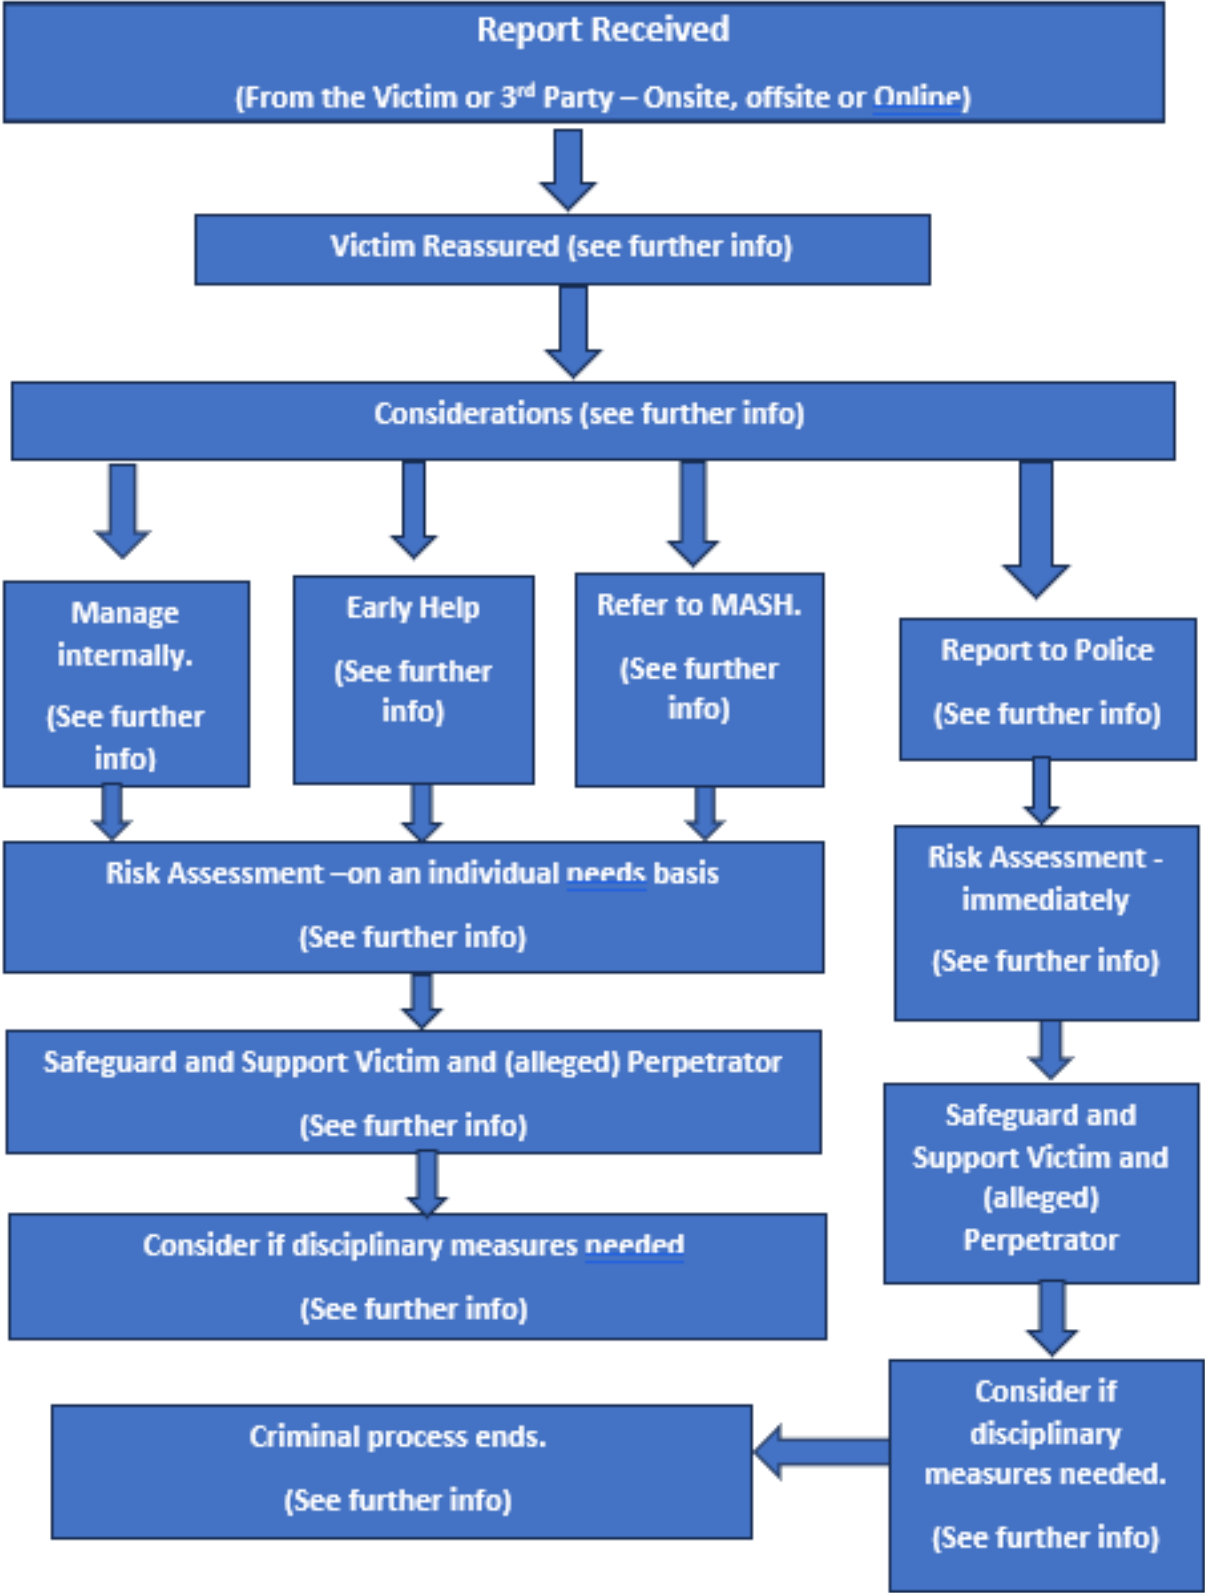 Report Received
(From the Victim or 3rd Party – Onsite, offsite or Online)
Victim Reassured (see further info)
Considerations (see further info)
Manage
internally.
(See further
info)
Early Help
(See further
info)
Refer to MASH.
(See further
info)
Report to Police
(See further info)
Risk Assessment –on an individual needs basis
(See further info)
Risk Assessment -
immediately
(See further info)
Safeguard and Support Victim and (alleged) Perpetrator
(See further info)
Safeguard and
Support Victim and
(alleged)
Perpetrator
Consider if disciplinary measures needed
(See further info)
Consider if
disciplinary
measures needed.
(See further info)
Criminal process ends.
(See further info)